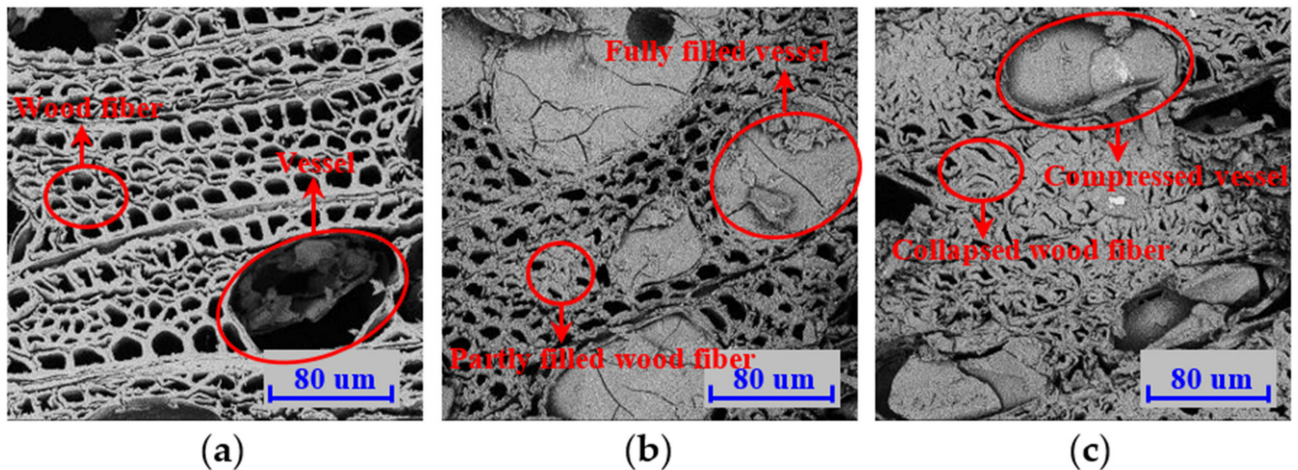 Wood fiber
Vessel
80 um
(a)
Fully filled vessel
Partly filled wood fiber
80 um
(b)
Compressed vessel
Collapsed wood fiber
80 um
(c)